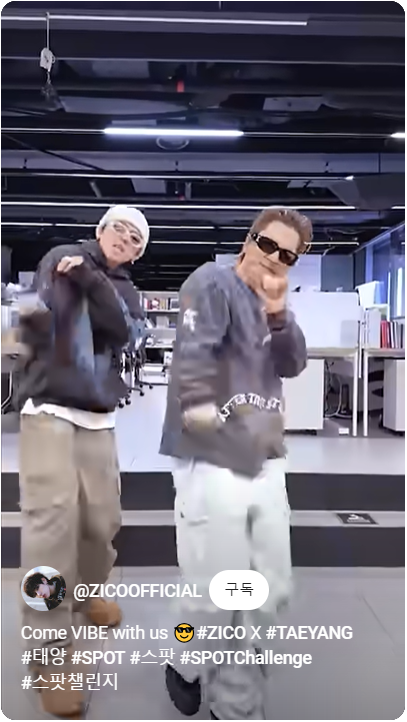 @ZICOOFFICIAL 구독
Come VIBE with us 😎#ZICO X #TAEYANG
#태양 #SPOT #스팟 #SPOTChallenge
#스팟챌린지